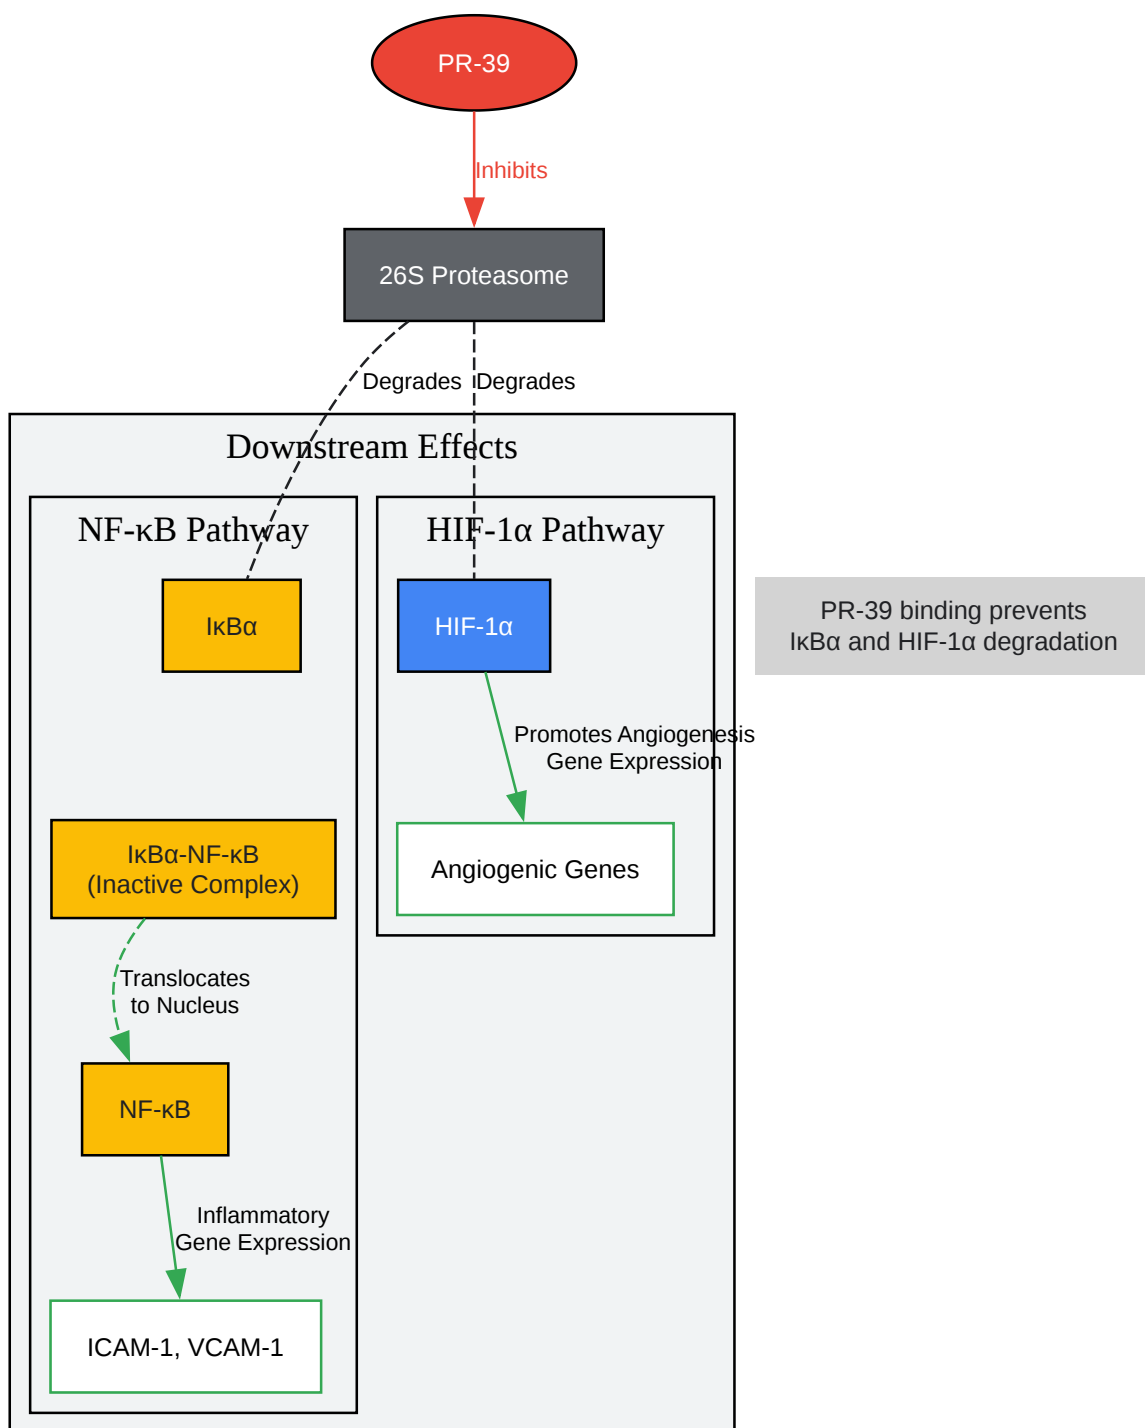 PR-39
Inhibits
26S Proteasome
Degrades
Degrades
Downstream Effects
NF-κB Pathway
HIF-1α Pathway
IκBα
HIF-1α
PR-39 binding prevents
IκBα and HIF-1α degradation
Promotes Angiogenesis
Gene Expression
IκBα-NF-κB
(Inactive Complex)
Angiogenic Genes
Translocates
to Nucleus
NF-κB
Inflammatory
Gene Expression
ICAM-1, VCAM-1